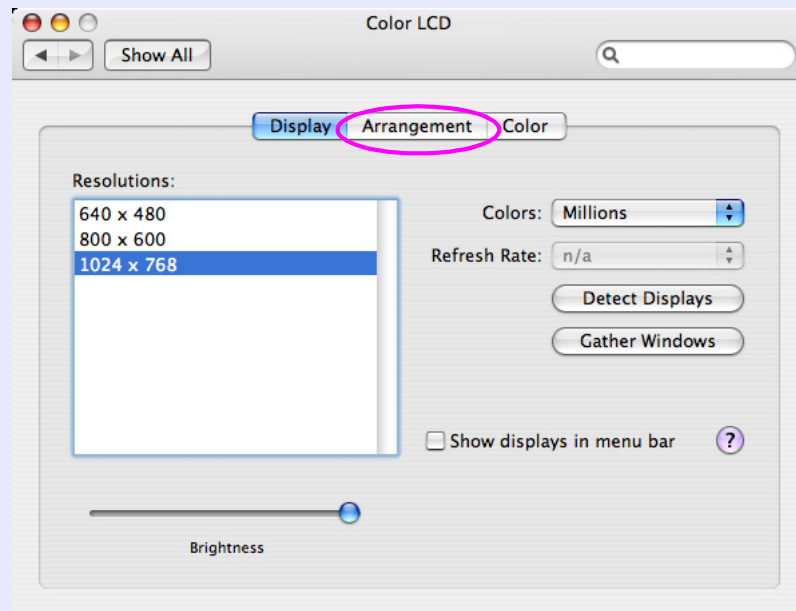 Color LCD
Show All
Display Arrangement Color
Resolutions:
640 x 480
800 x 600
1024 x 768
Colors: Millions
Refresh Rate: n/a
Detect Displays
Gather Windows
Show displays in menu bar ?
Brightness